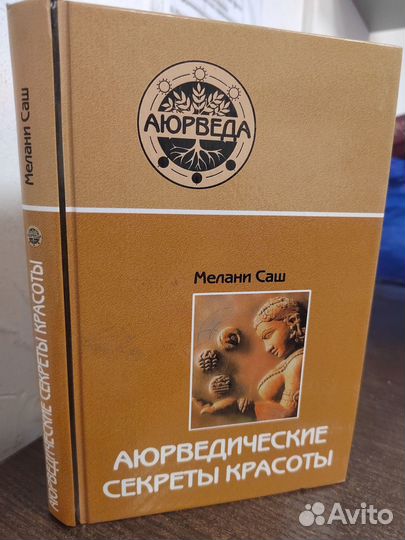 Мелани Саш
АЮРВЕДИЧЕСКИЕ СЕКРЕТЫ КРАСОТЫ
АЮРВЕДА
Мелани Саш
АЮРВЕДИЧЕСКИЕ
СЕКРЕТЫ КРАСОТЫ
Avito